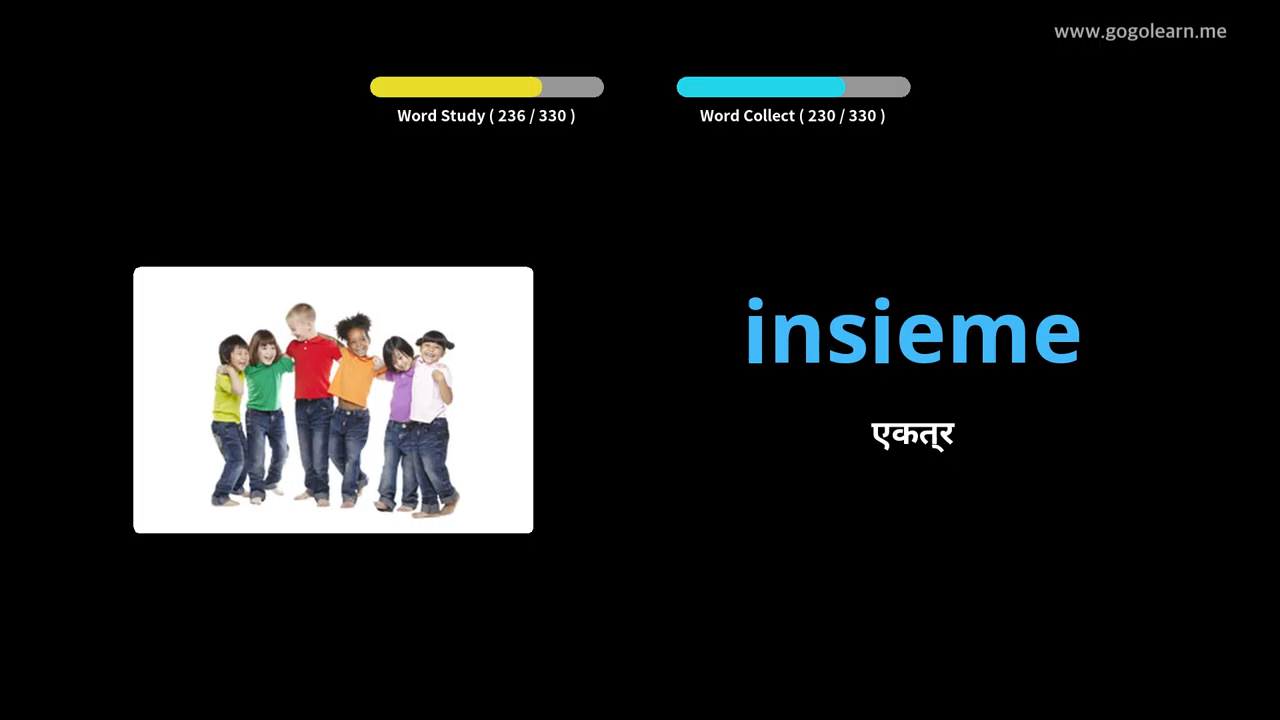 www.gogolearn.me
Word Study ( 236 / 330 )
Word Collect ( 230 / 330 )
insieme
एकत्र